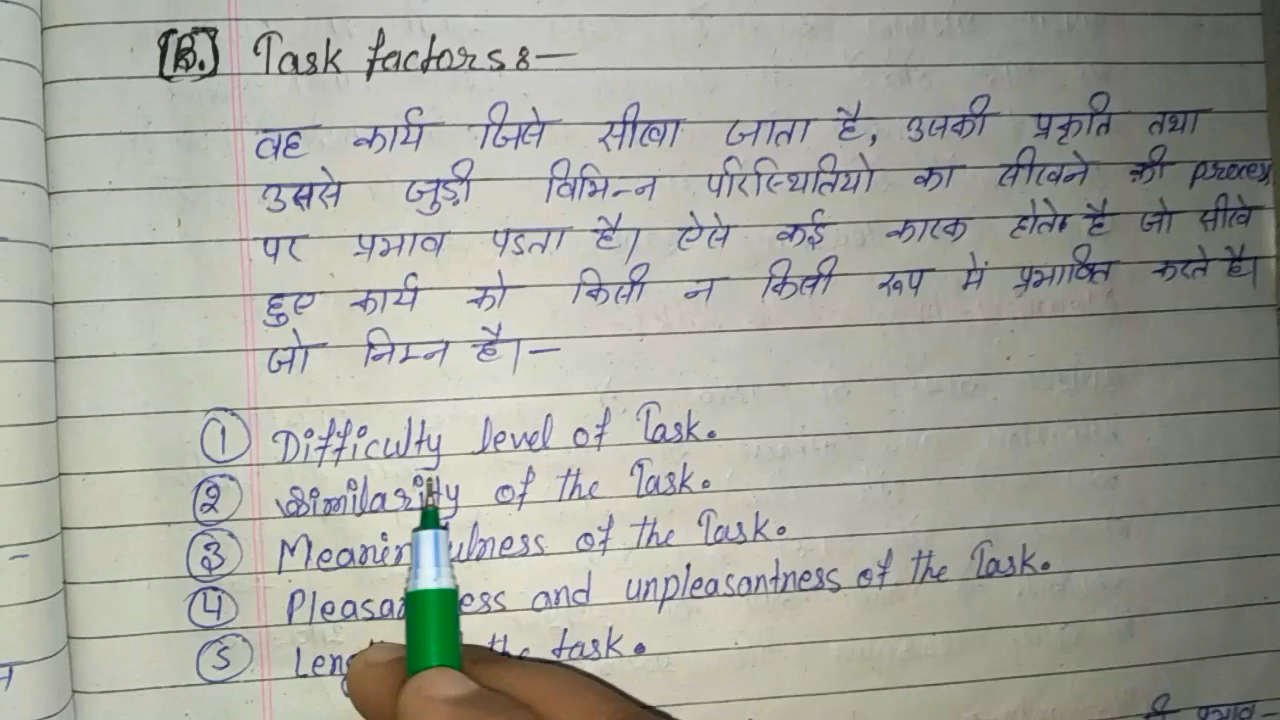 [B.] Task factors:-
वह कार्य जिसे सीखा जाता है, उसकी प्रकृति तथा
उससे जुड़ी विभिन्न परिस्थितियो का सीखने की process
पर प्रभाव पडता है। ऐसे कई कारक होते है जो सीखे
हुए कार्य को किसी न किसी रूप में प्रभावित करते है।
जो निम्न है।-
① Difficulty level of Task.
② Similarity of the Task.
③ Meaningfulness of the Task.
④ Pleasantness and unpleasantness of the Task.
⑤ the task.